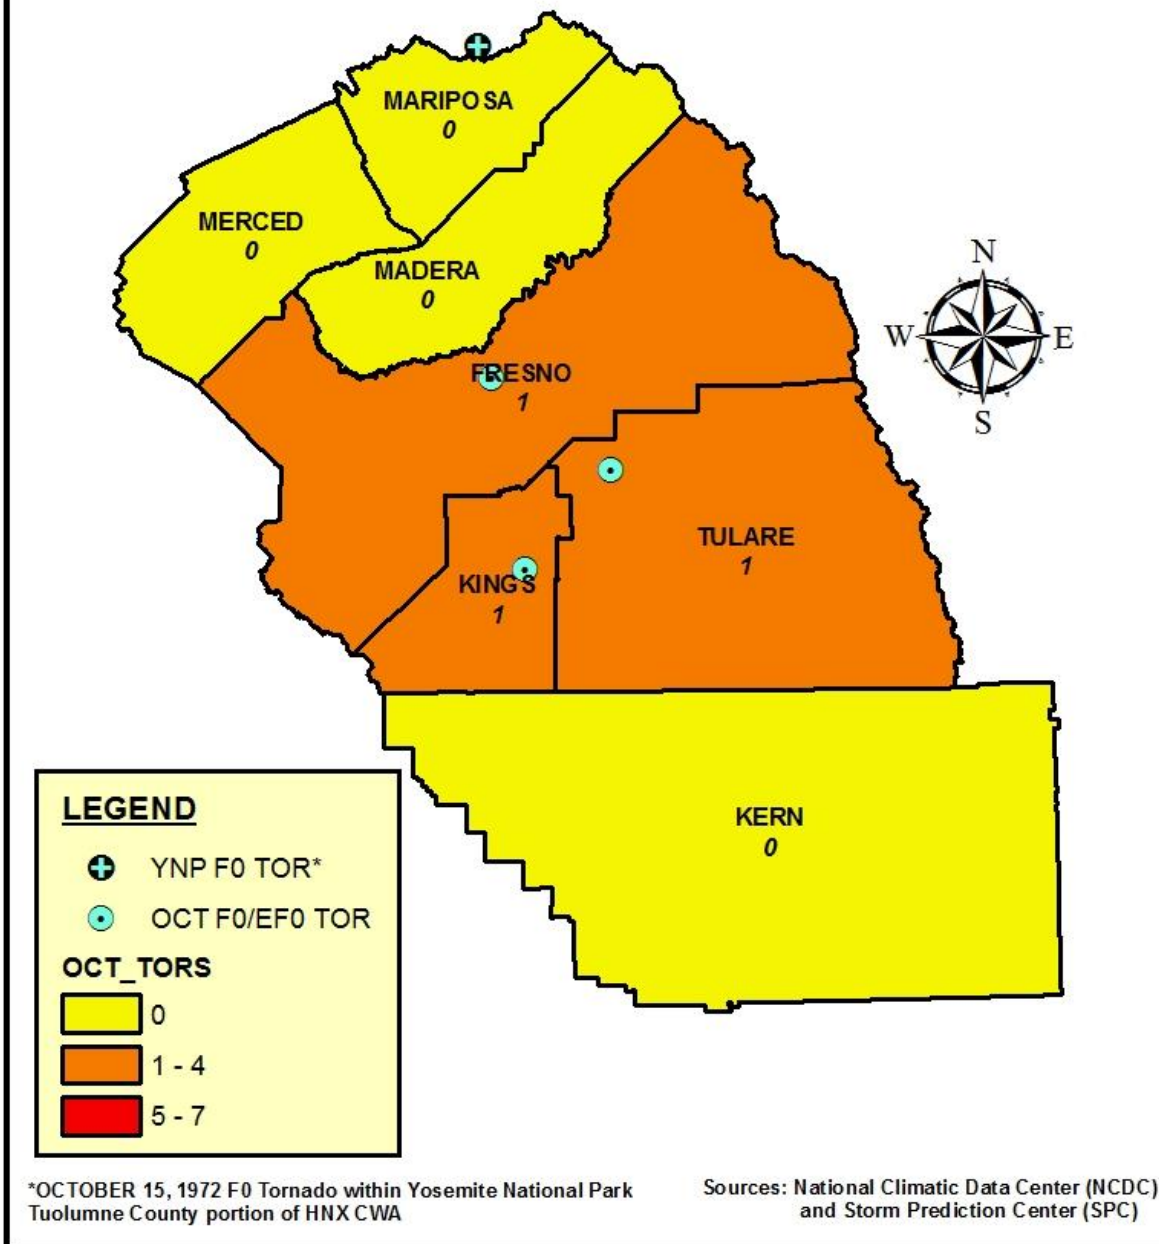 MARIPOSA
0
MERCED
0
MADERA
0
N
W
E
S
FRESNO
1
TULARE
1
KINGS
1
KERN
0
LEGEND
YNP F0 TOR*
OCT F0/EF0 TOR
OCT_TORS
0
1 - 4
5 - 7
*OCTOBER 15, 1972 F0 Tornado within Yosemite National Park
Tuolumne County portion of HNX CWA
Sources: National Climatic Data Center (NCDC)
and Storm Prediction Center (SPC)